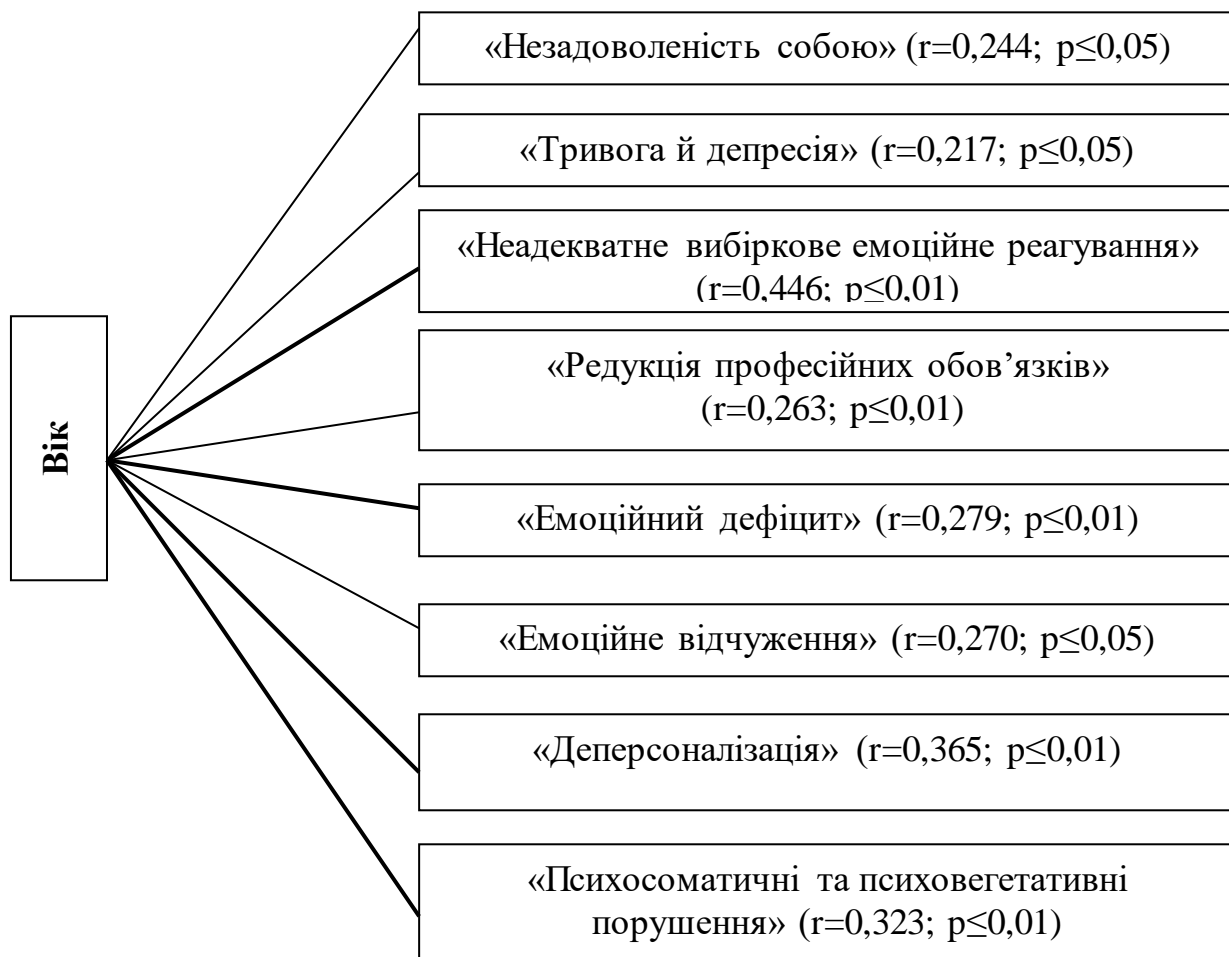 «Незадоволеність собою» (r=0,244; p≤0,05)
«Тривога й депресія» (r=0,217; p≤0,05)
«Неадекватне вибіркове емоційне реагування»
(r=0,446; p≤0,01)
«Редукція професійних обов’язків»
(r=0,263; p≤0,01)
Вік
«Емоційний дефіцит» (r=0,279; p≤0,01)
«Емоційне відчуження» (r=0,270; p≤0,05)
«Деперсоналізація» (r=0,365; p≤0,01)
«Психосоматичні та психовегетативні
порушення» (r=0,323; p≤0,01)